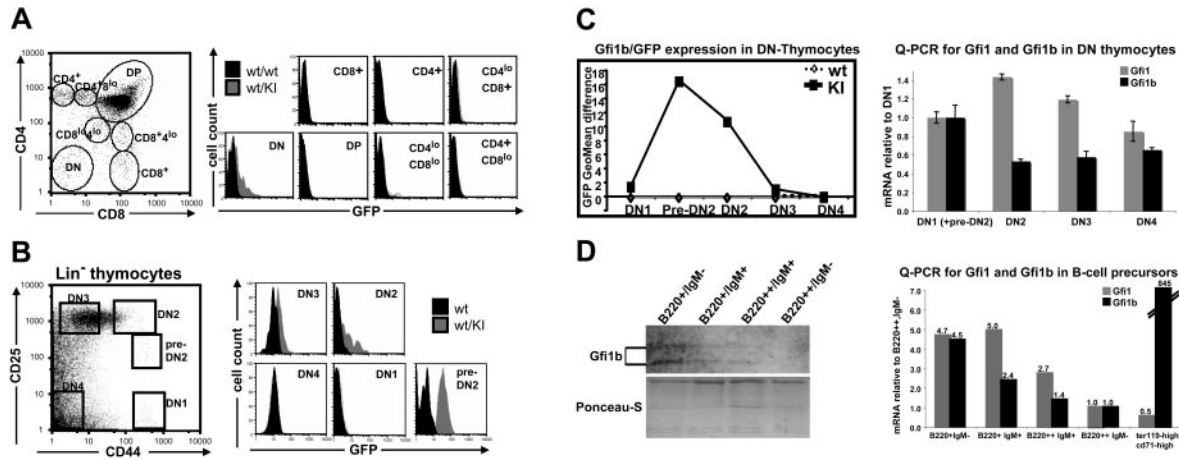 A
10000
1000
100
10
1
CD4
CD4+
CD4+8lo
DP
CD8lo4lo
CD8+4lo
DN
CD8+
1 10 100 1000 10000
CD8
wt/wt
wt/KI
CD8+
CD4+
CD4lo
CD8+
cell count
DN
DP
CD4lo
CD8lo
CD4+
CD8lo
GFP
B
Lin- thymocytes
10000
1000
100
10
1
CD25
DN3
DN2
pre-
DN2
DN4
DN1
1 10 100 1000 10000
CD44
DN3
DN2
wt
wt/KI
cell count
DN4
DN1
pre-
DN2
GFP
C
Gfi1b/GFP expression in DN-Thymocytes
wt
KI
GFP GeoMean difference
18
16
14
12
10
8
6
4
2
0
DN1 Pre-DN2 DN2 DN3 DN4
Q-PCR for Gfi1 and Gfi1b in DN thymocytes
Gfi1
Gfi1b
mRNA relative to DN1
1.4
1.2
1.0
0.8
0.6
0.4
0.2
0.0
DN1 (+pre-DN2) DN2 DN3 DN4
D
B220+/IgM-
B220+/IgM+
B220++/IgM+
B220++/IgM-
Gfi1b
Ponceau-S
Q-PCR for Gfi1 and Gfi1b in B-cell precursors
Gfi1
Gfi1b
mRNA relative to B220++,IgM-
4.7 4.5
5.0 2.4
2.7 1.4
1.0 1.0
0.5 845
B220+IgM- B220+ IgM+ B220++ IgM+ B220++ IgM- ter119-high
cd71-high